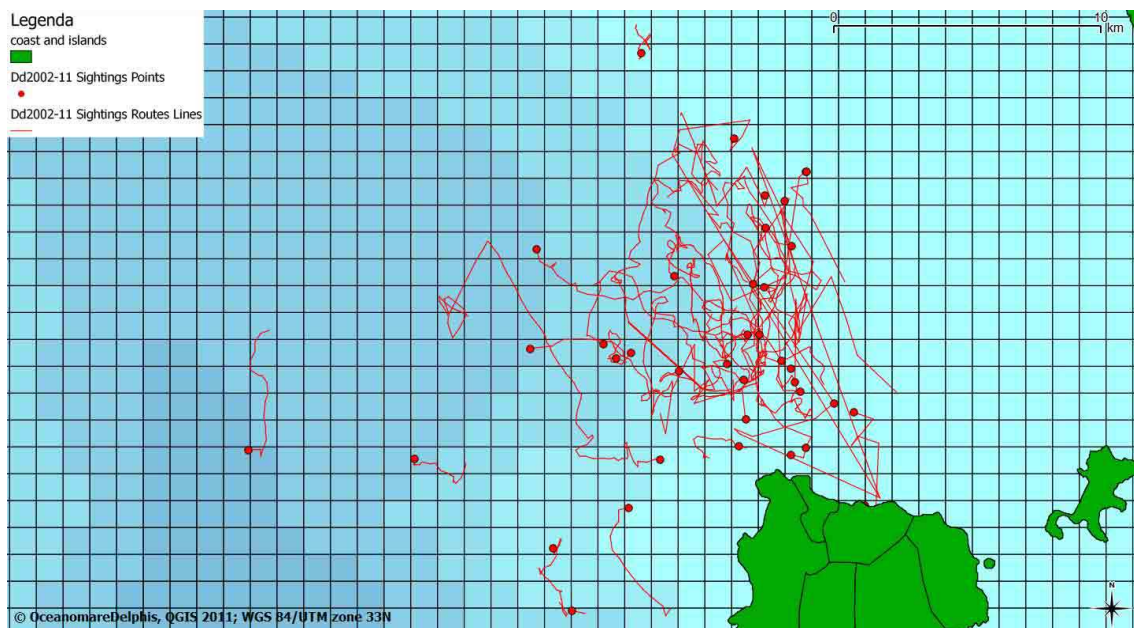 Legenda
coast and islands
Dd2002-11 Sightings Points
Dd2002-11 Sightings Routes Lines
0 10
km
N
© OceanomareDelphis, QGIS 2011; WGS 84/UTM zone 33N